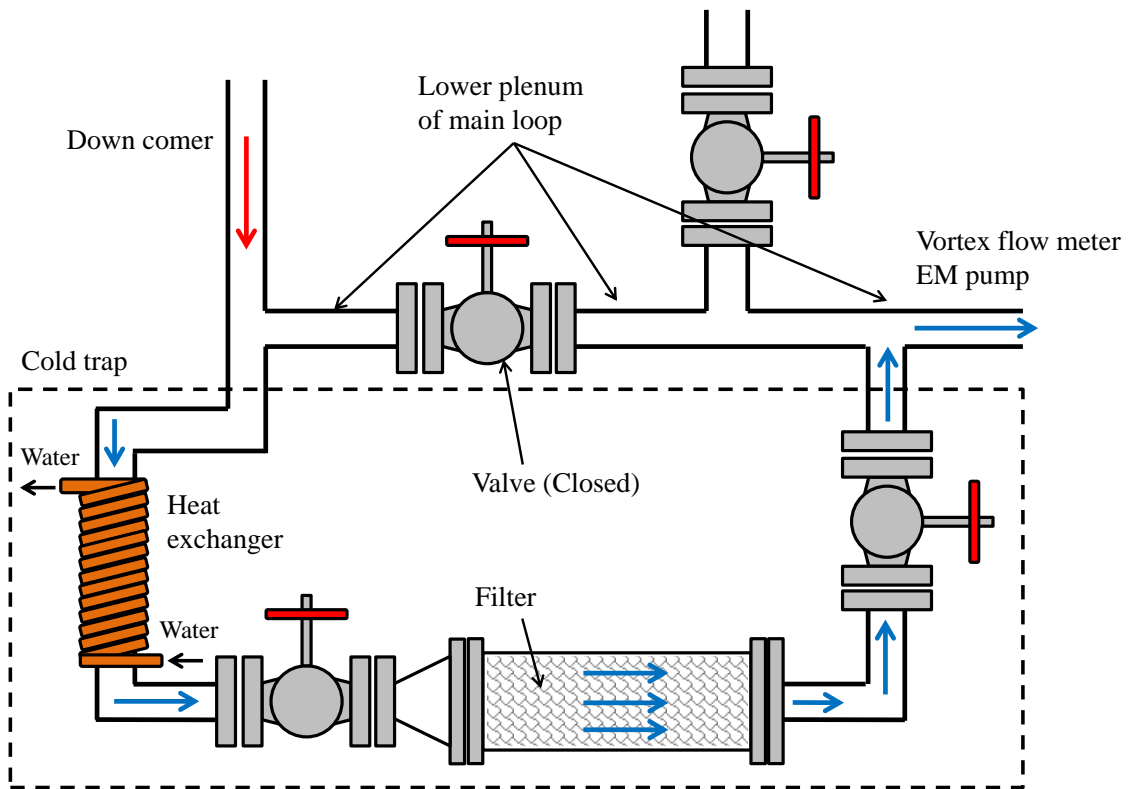 Lower plenum
of main loop
Down comer
Vortex flow meter
EM pump
Cold trap
Water
Valve (Closed)
Heat
exchanger
Filter
Water